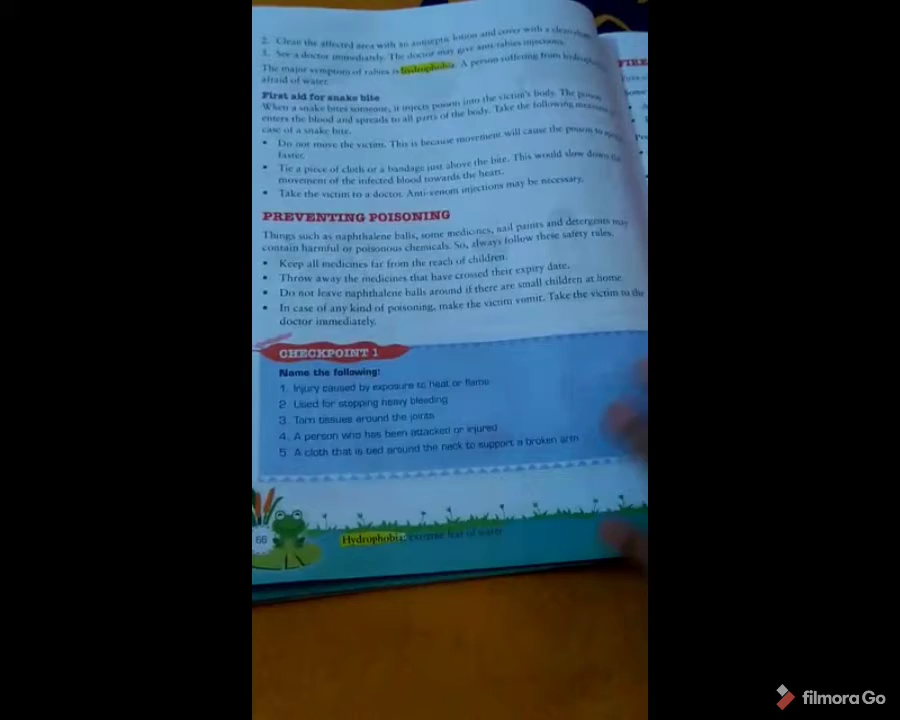 2. Clean the affected area with an antiseptic lotion and cover with a clean
3. See a doctor immediately. The doctor may give anti-rabies injections.
The major symptom of rabies is hydrophobia. A person suffering from
afraid of water.
First aid for snake bite
When a snake bites someone, it injects poison into the victim's body. The poison
enters the blood and spreads to all parts of the body. Take the following measures
case of a snake bite.
• Do not move the victim. This is because movement will cause the poison to
faster.
• Tie a piece of cloth or a bandage just above the bite. This would slow down the
movement of the infected blood towards the heart.
• Take the victim to a doctor. Anti-venom injections may be necessary.
PREVENTING POISONING
Things such as naphthalene balls, some medicines, nail paints and detergents may
contain harmful or poisonous chemicals. So, always follow these safety rules.
• Keep all medicines far from the reach of children.
• Throw away the medicines that have crossed their expiry date.
• Do not leave naphthalene balls around if there are small children at home.
• In case of any kind of poisoning, make the victim vomit. Take the victim to the
doctor immediately.
CHECKPOINT 1
Name the following:
1. Injury caused by exposure to heat or flame
2. Used for stopping heavy bleeding
3. Torn tissues around the joints
4. A person who has been attacked or injured
5. A cloth that is tied around the neck to support a broken arm
66
Hydrophobia: extreme fear of water
FIRE
filmora Go